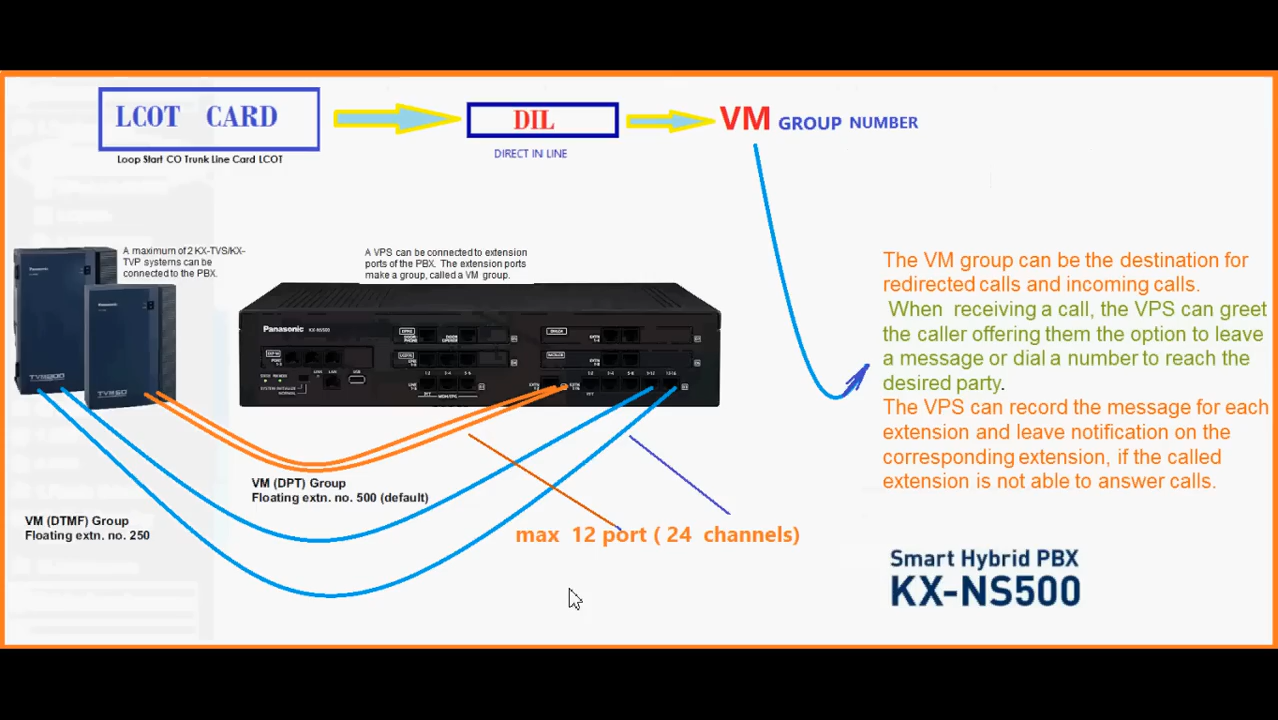 LCOT CARD
Loop Start CO Trunk Line Card LCOT
DIL
DIRECT IN LINE
VM GROUP NUMBER
A maximum of 2 KX-TVS/KX-
TVP systems can be
connected to the PBX.
A VPS can be connected to extension
ports of the PBX. The extension ports
make a group, called a VM group.
Panasonic
Panasonic
Panasonic KX-NS500
The VM group can be the destination for
redirected calls and incoming calls.
When receiving a call, the VPS can greet
the caller offering them the option to leave
a message or dial a number to reach the
desired party.
The VPS can record the message for each
extension and leave notification on the
corresponding extension, if the called
extension is not able to answer calls.
VM (DPT) Group
Floating extn. no. 500 (default)
VM (DTMF) Group
Floating extn. no. 250
max 12 port ( 24 channels)
Smart Hybrid PBX
KX-NS500